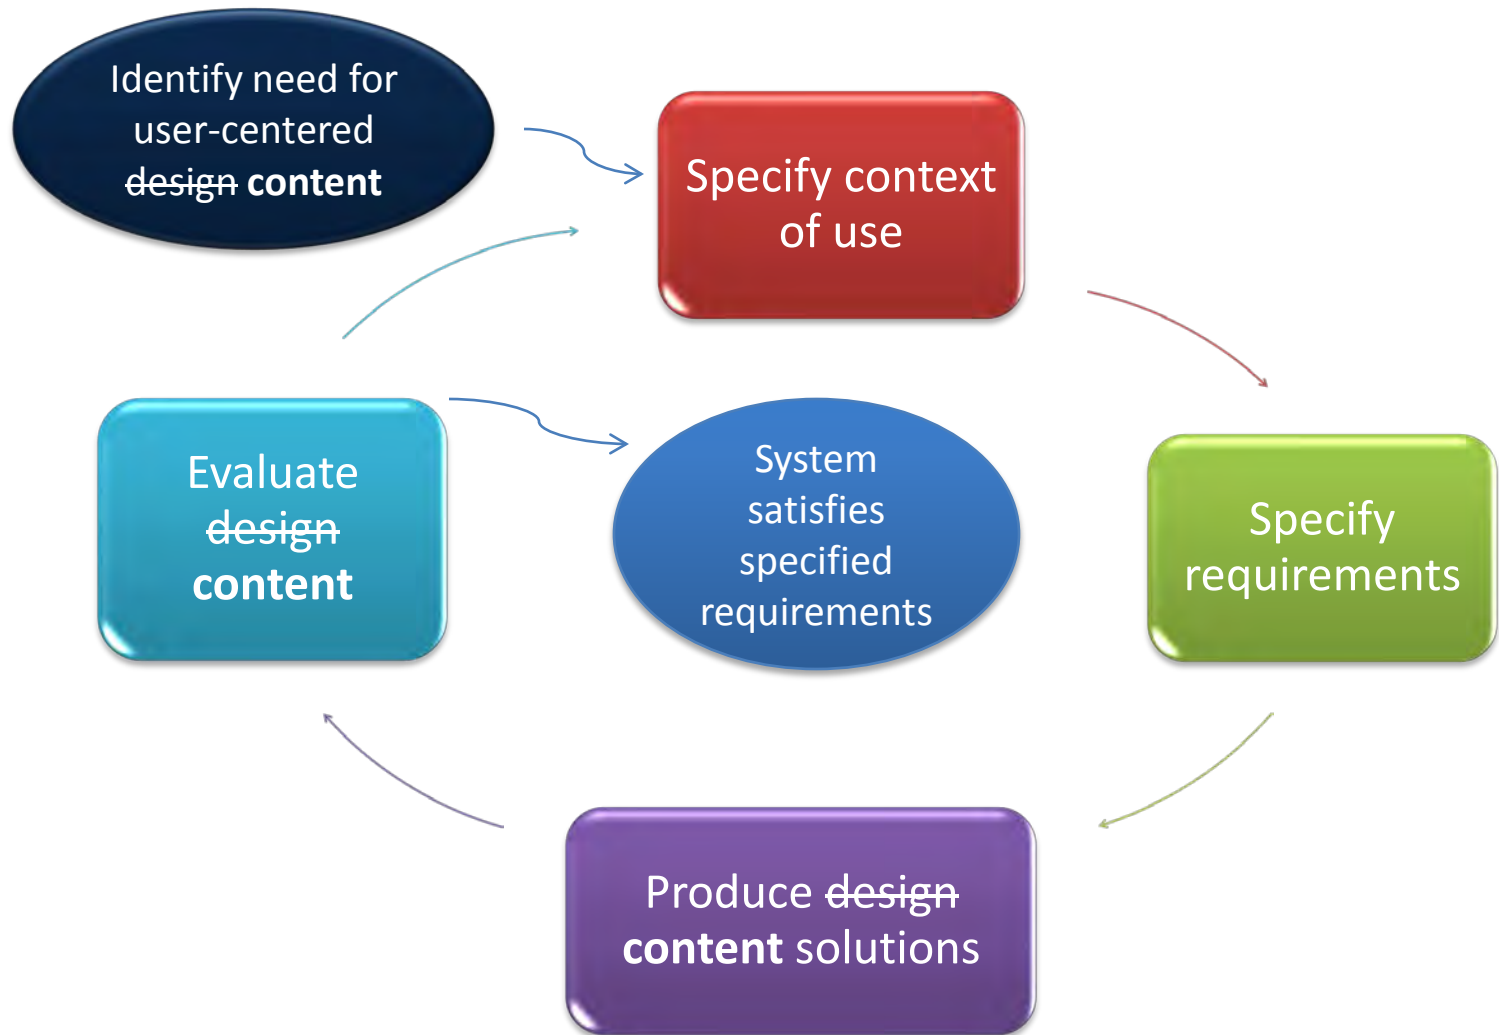 Identify need for
user-centered
design content
Specify context
of use
Evaluate
design
content
System
satisfies
specified
requirements
Specify
requirements
Produce design
content solutions